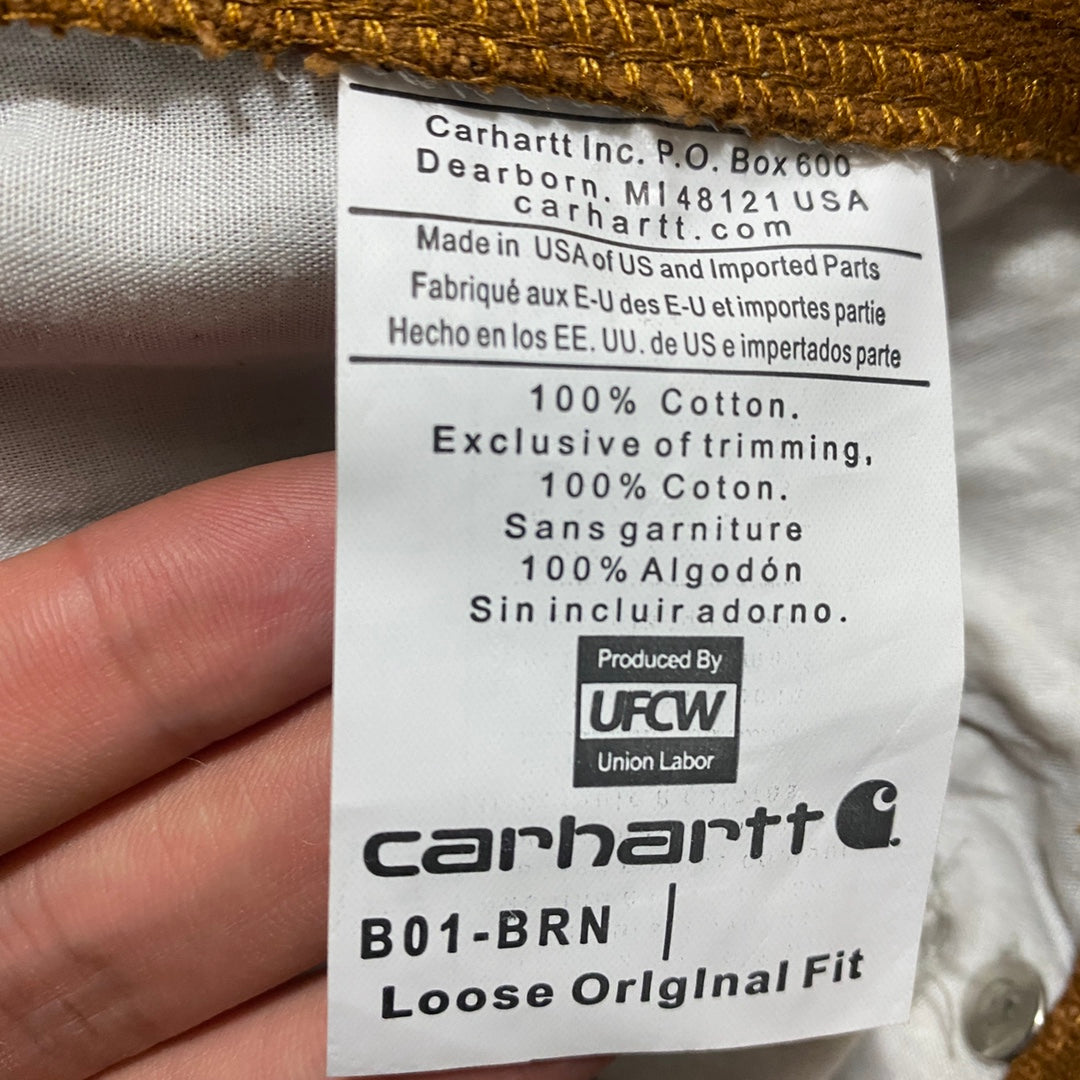 Carhartt Inc. P.O. Box 600
Dearborn. MI 48121 USA
carhartt.com
Made in USA of US and Imported Parts
Fabriqué aux E-U des E-U et importes partie
Hecho en los EE. UU. de US e impertados parte
100% Cotton.
Exclusive of trimming,
100% Coton.
Sans garniture
100% Algodón
Sin incluir adorno.
Produced By
UFCW
Union Labor
carhartt
B01-BRN |
Loose OrIgInal Fit